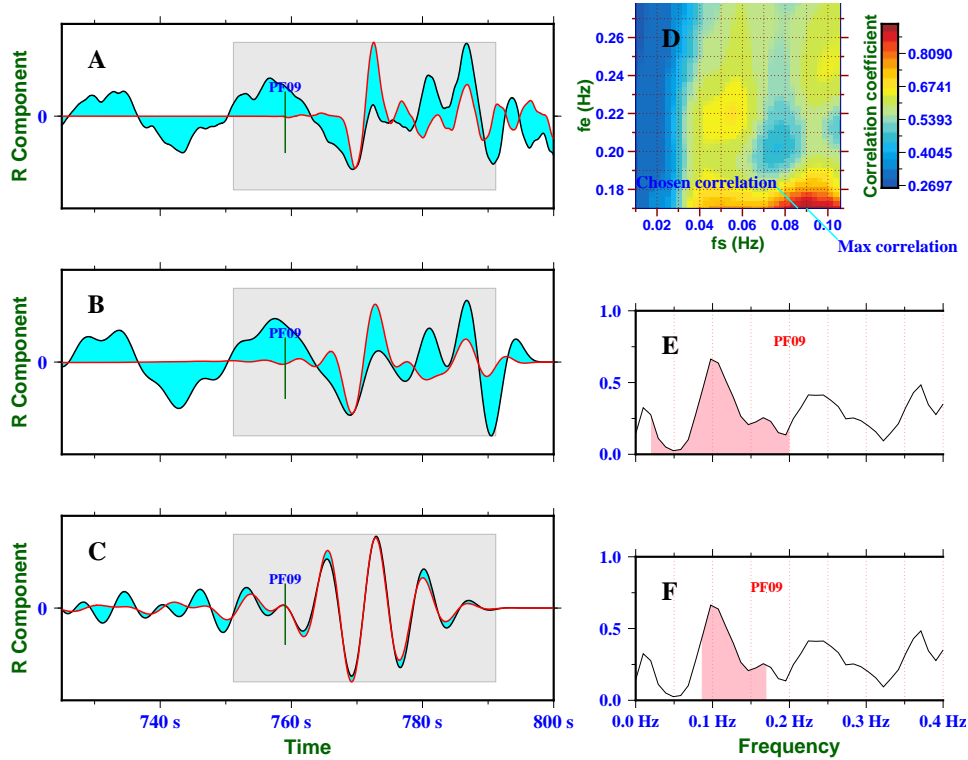 R Component
0
A
PF09
R Component
0
B
PF09
R Component
0
C
PF09
740 s
760 s
780 s
800 s
Time
D
0.26
0.24
0.22
0.20
0.18
fe (Hz)
Chosen correlation
0.02
0.04
0.06
0.08
0.10
fs (Hz)
Max correlation
Correlation coefficient
0.8090
0.6741
0.5393
0.4045
0.2697
1.0
0.5
0.0
E
PF09
1.0
0.5
0.0
F
PF09
0.0 Hz
0.1 Hz
0.2 Hz
0.3 Hz
0.4 Hz
Frequency